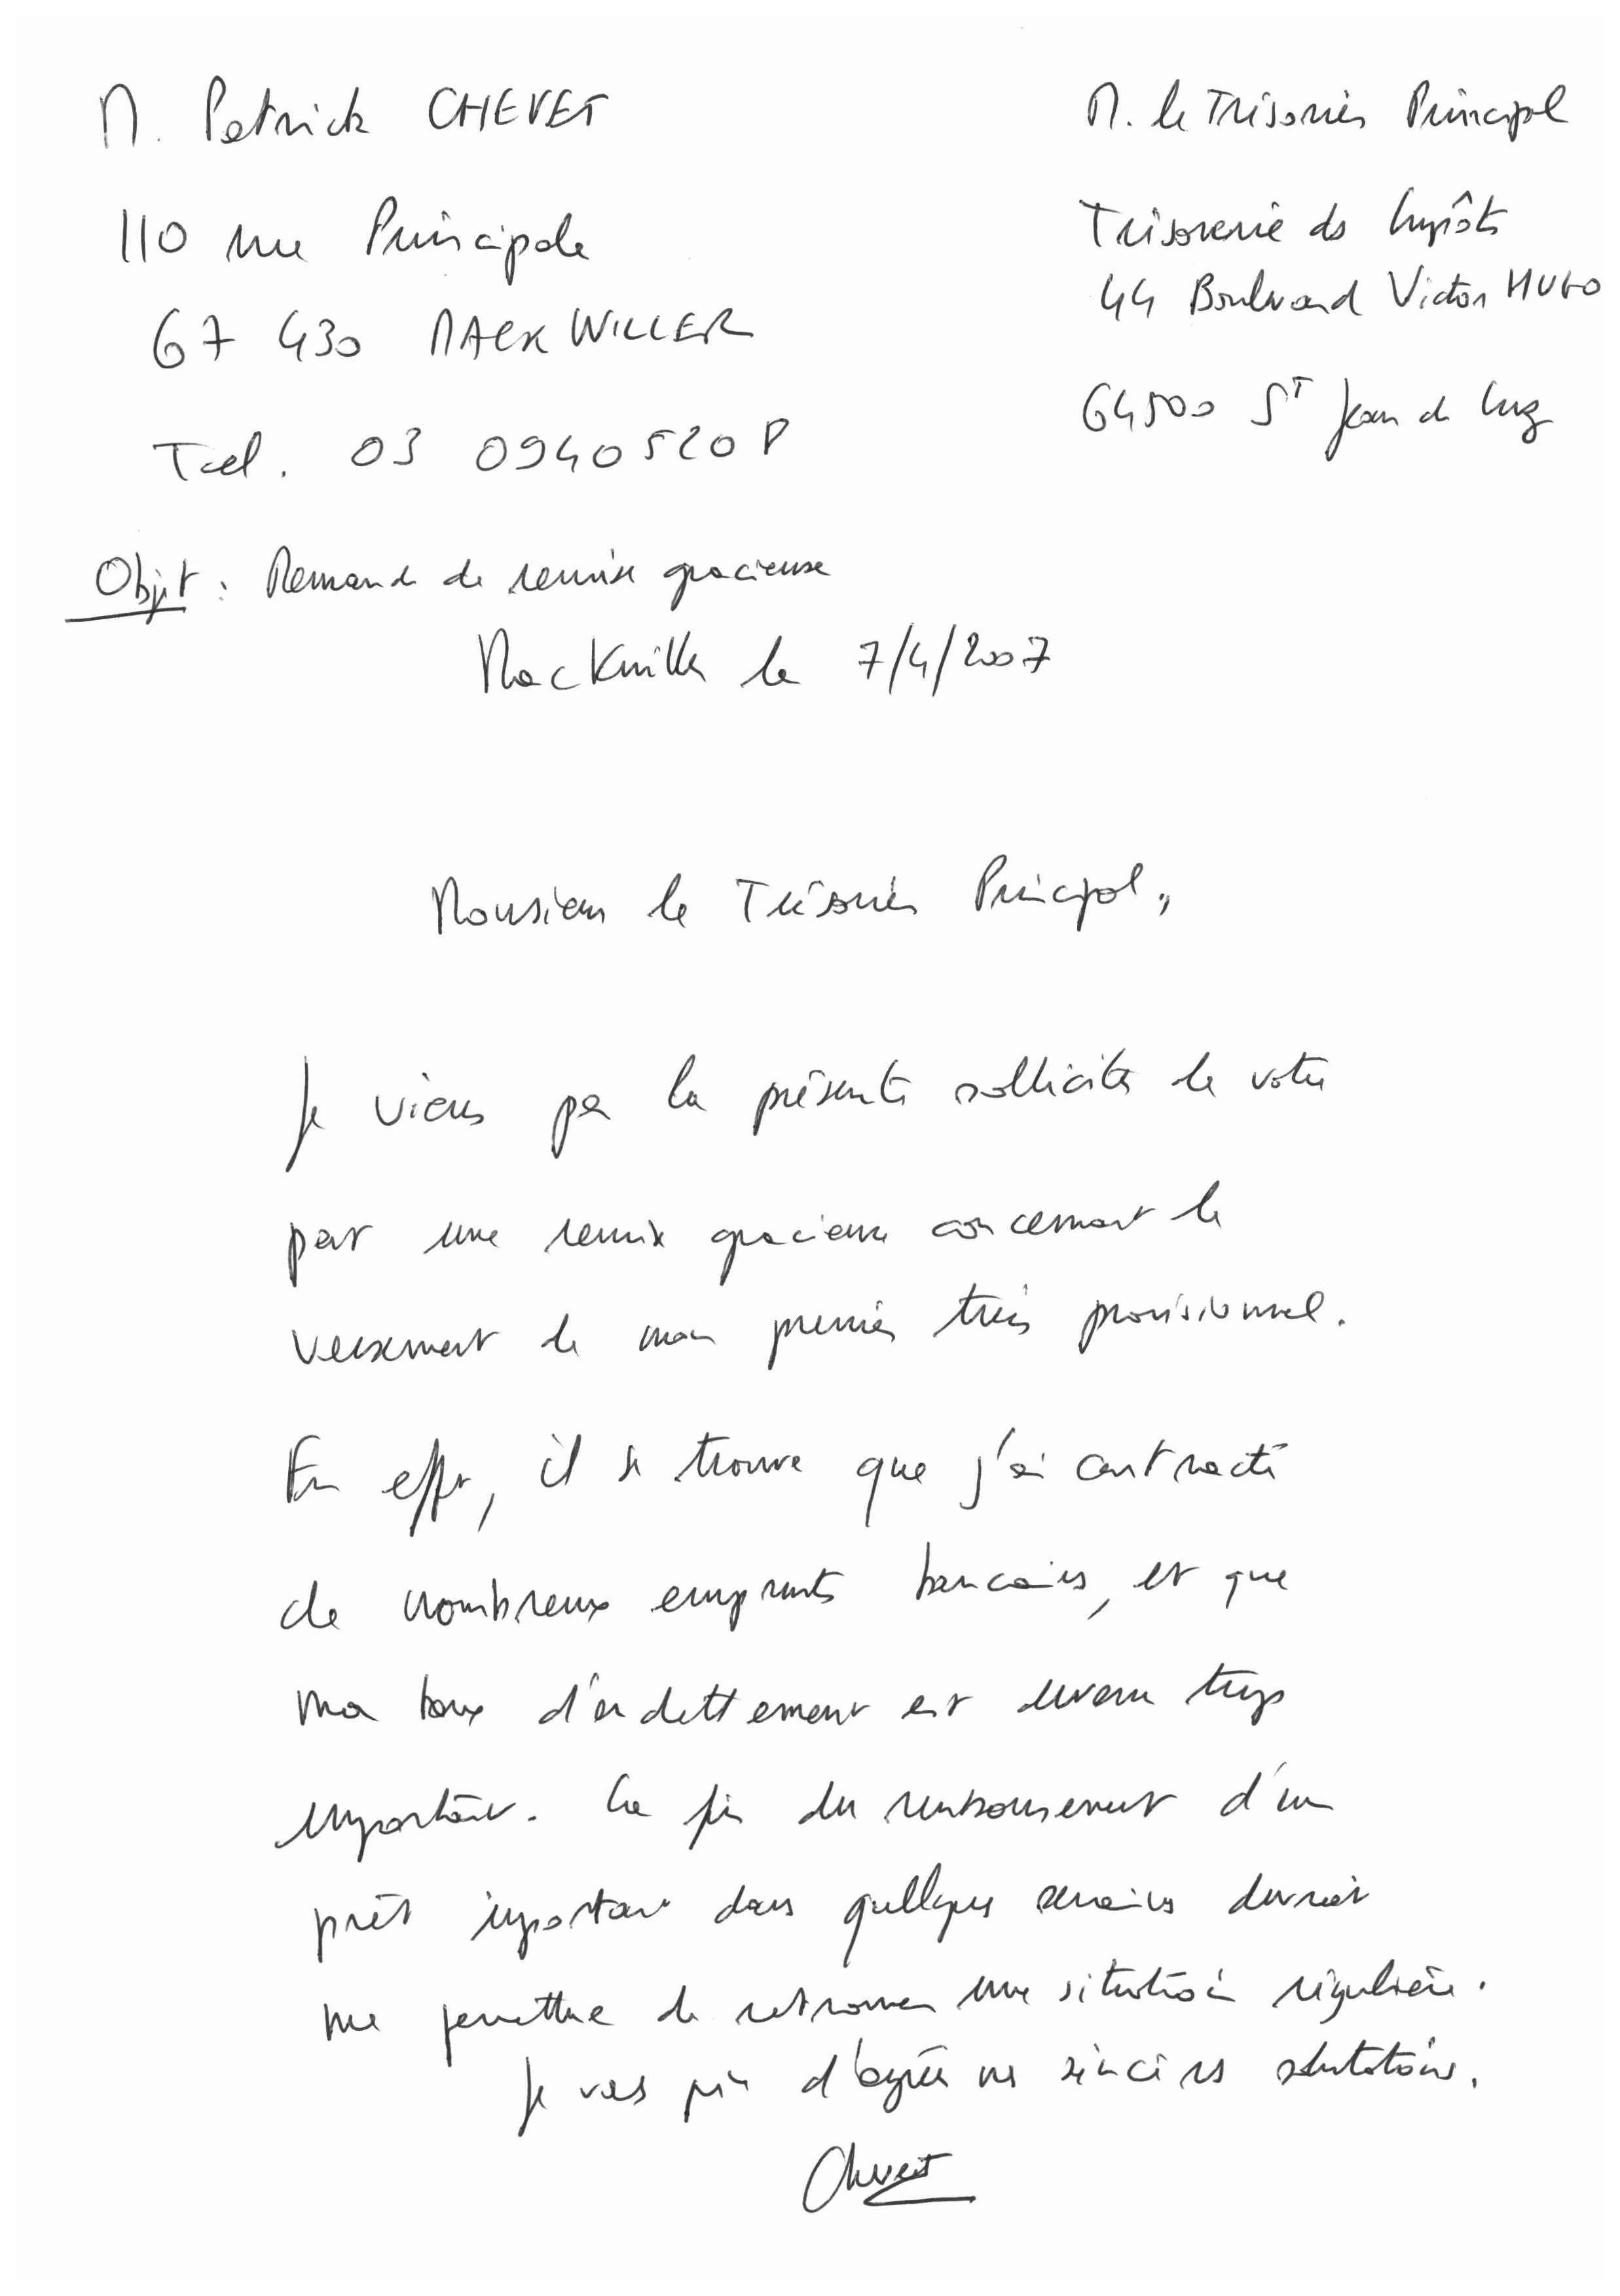 M. Patrick CHEVET
110 rue Principale
67 430 MACKWILLER
Tel. 03 09405208
M. le Trésorier Principal
Trésorerie des Impôts
44 Boulevard Victor HUGO
64500 St Jean de Luz
Objet : Demande de remise gracieuse
Mackwiller le 7/4/2007
Monsieur le Trésorier Principal,
Je viens par la présente solliciter de votre
part une remise gracieuse concernant le
versement de mon premier tiers provisionnel.
En effet, il se trouve que j'ai contracté
de nombreux emprunts bancaires, et que
ma taux d'endettement est devenu trop
important. La fin du remboursement d'un
prêt important dans quelques semaines devrait
me permettre de retrouver une situation régulière.
Je vous prie d'agréer mes sincères salutations.
Chevet